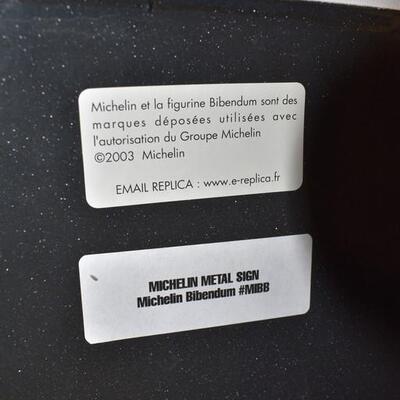 Michelin et la figurine Bibendum sont des
marques déposées utilisées avec
l'autorisation du Groupe Michelin
©2003 Michelin
EMAIL REPLICA : www.e-replica.fr
MICHELIN METAL SIGN
Michelin Bibendum #MIBB